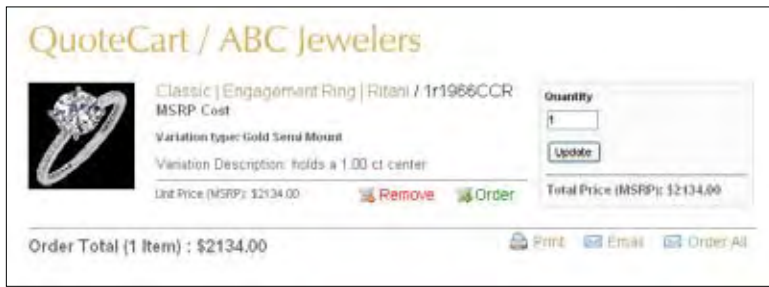 QuoteCart / ABC Jewelers
Classic | Engagement Ring | Ritani / 1r1966CCR
MSRP Cost
Variation type: Gold Semi Mount
Variation Description: holds a 1.00 ct center
Unit Price (MSRP): $2134.00
Remove
Order
Quantity
1
Update
Total Price (MSRP): $2134.00
Order Total (1 Item) : $2134.00
Print
Email
Order All